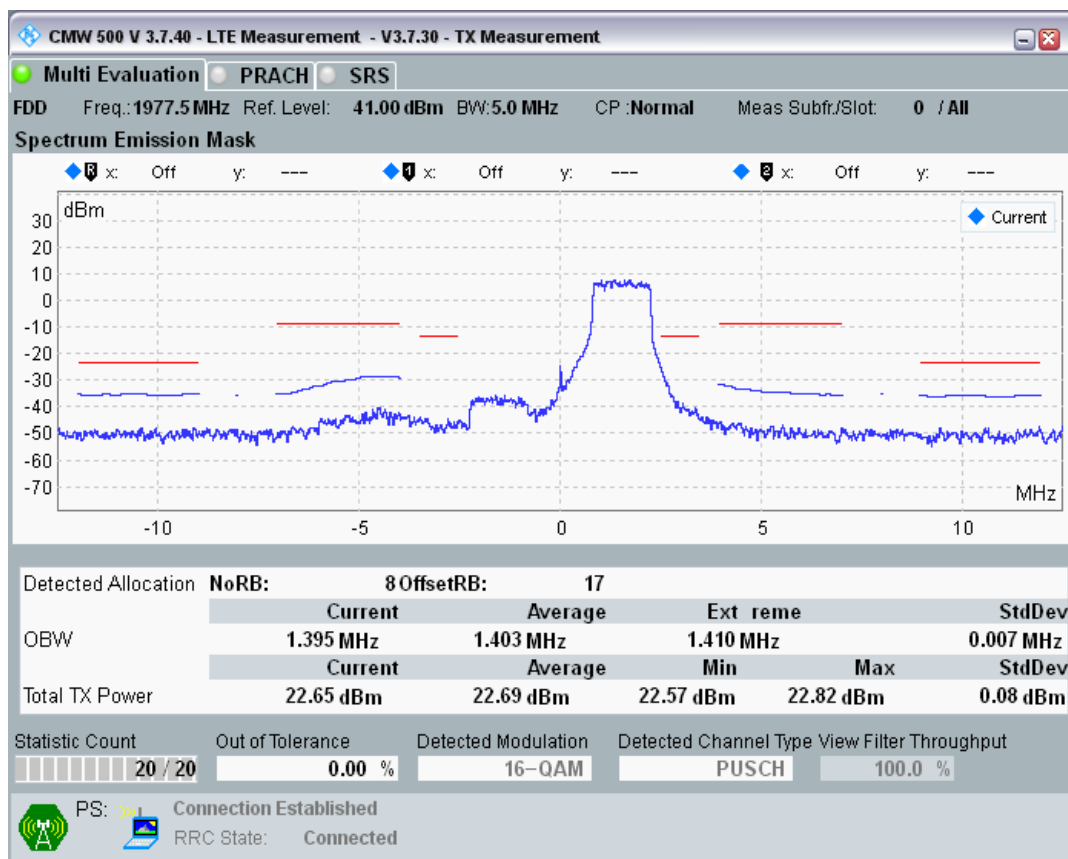 CMW 500 V 3.7.40 - LTE Measurement - V3.7.30 - TX Measurement
Multi Evaluation PRACH SRS
FDD Freq.: 1977.5 MHz Ref. Level: 41.00 dBm BW: 5.0 MHz CP : Normal Meas Subfr./Slot: 0 / All
Spectrum Emission Mask
R x: Off y: --- 1 x: Off y: --- 2 x: Off y: ---
dBm
Current
30
20
10
0
-10
-20
-30
-40
-50
-60
-70
MHz
-10 -5 0 5 10
Detected Allocation NoRB: 8 OffsetRB: 17
Current Average Ext reme StdDev
OBW 1.395 MHz 1.403 MHz 1.410 MHz 0.007 MHz
Current Average Min Max StdDev
Total TX Power 22.65 dBm 22.69 dBm 22.57 dBm 22.82 dBm 0.08 dBm
Statistic Count Out of Tolerance Detected Modulation Detected Channel Type View Filter Throughput
20 / 20 0.00 % 16-QAM PUSCH 100.0 %
PS: Connection Established
RRC State: Connected